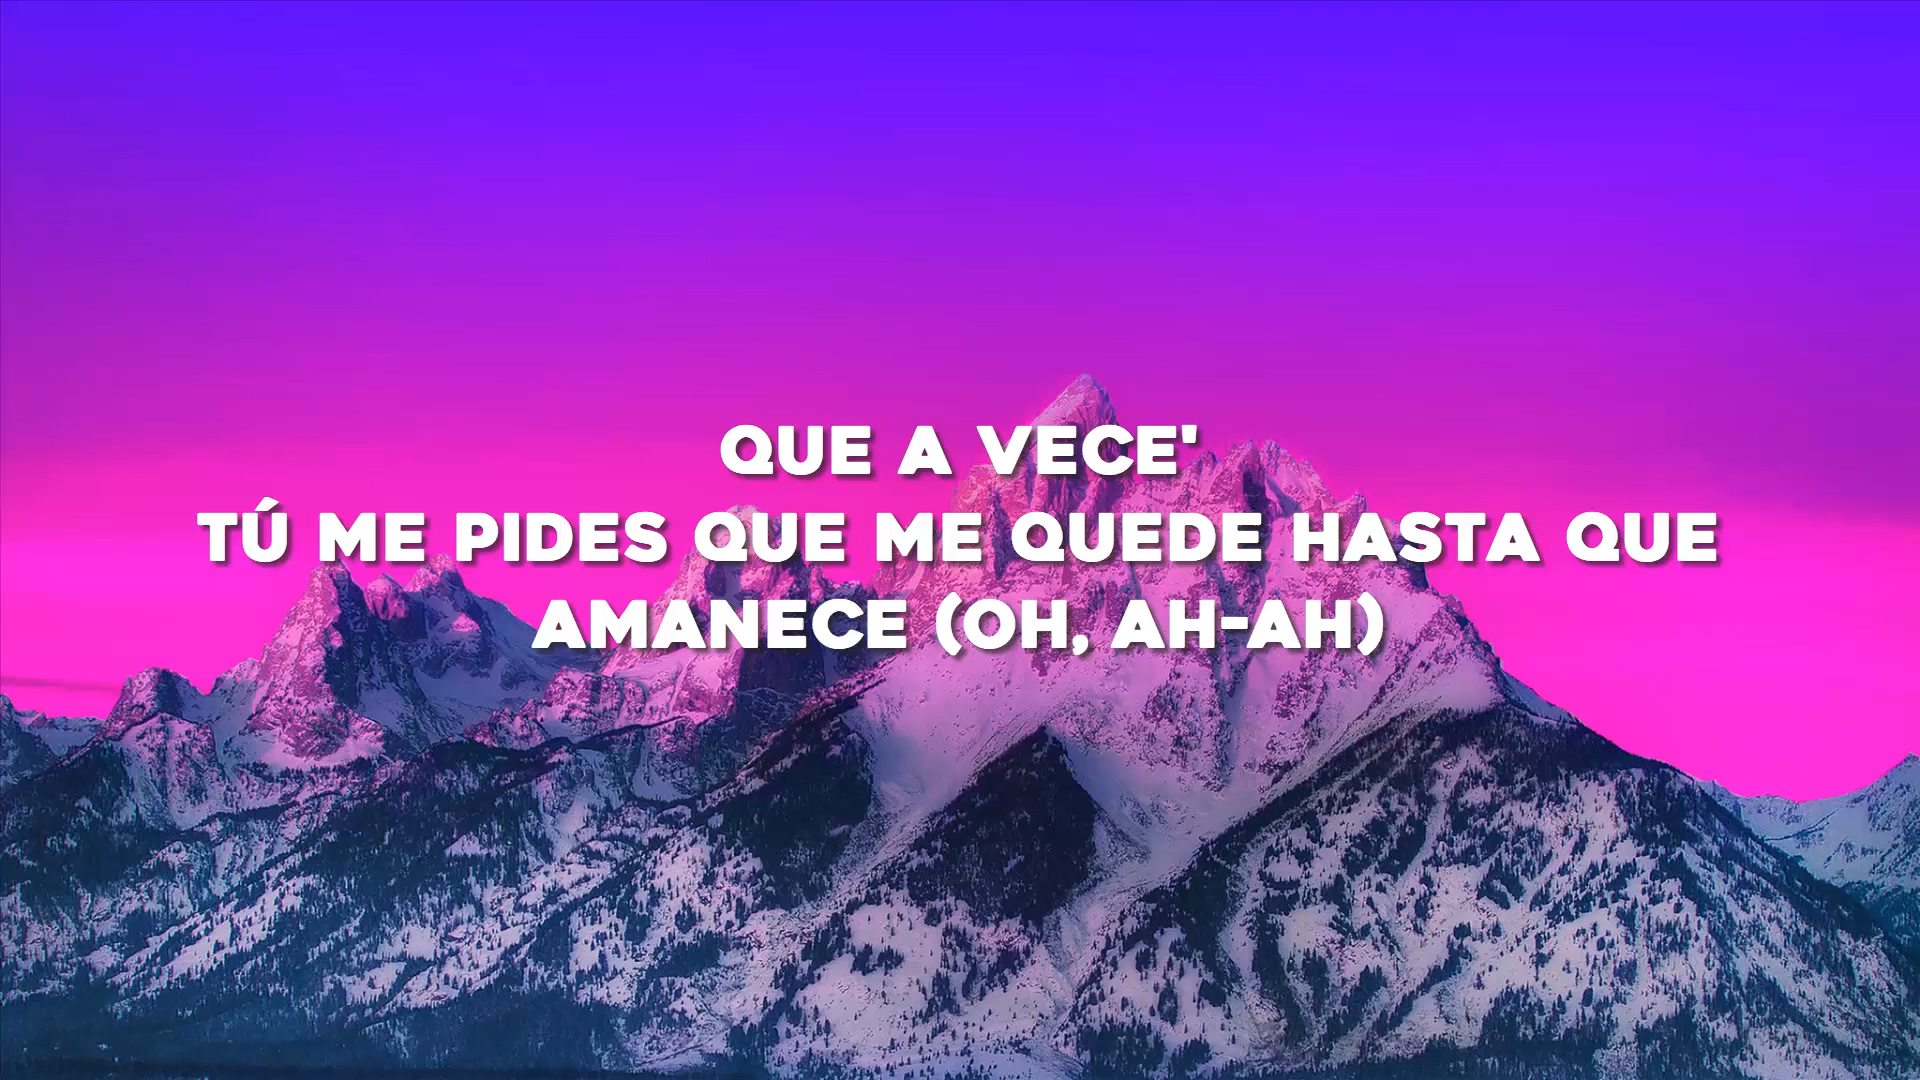 QUE A VECE'
TÚ ME PIDES QUE ME QUEDE HASTA QUE
AMANECE (OH, AH-AH)